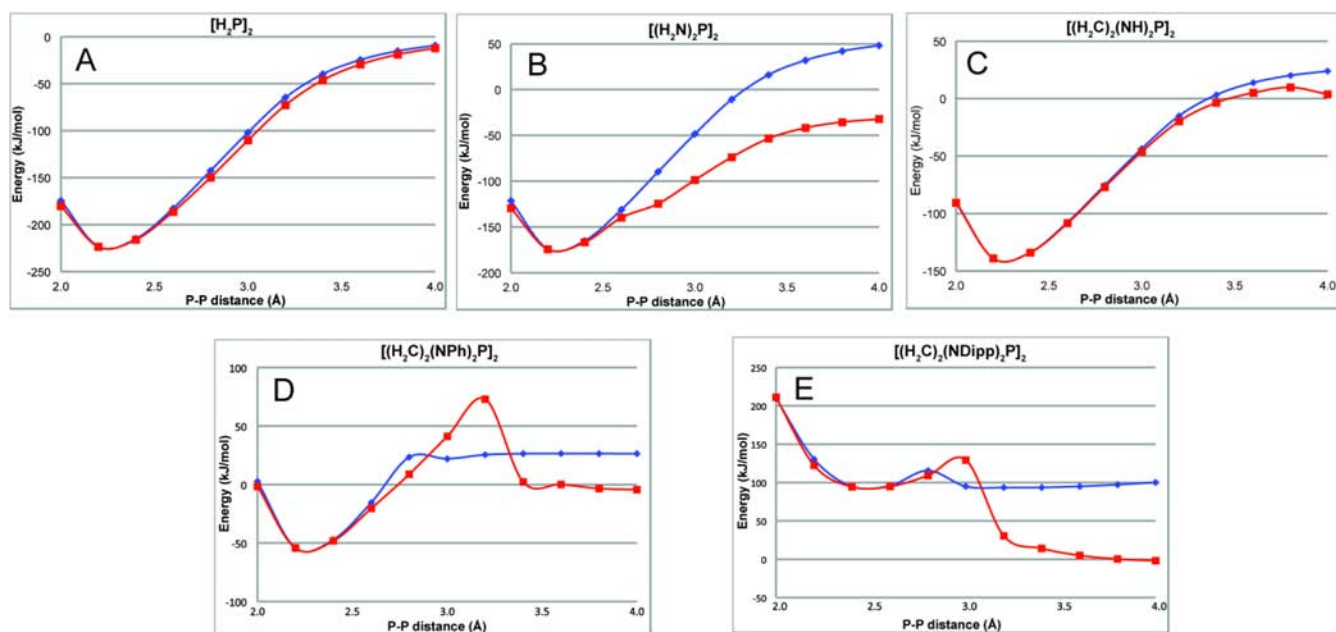 [H₂P]₂
A
Energy (kJ/mol)
0
-50
-100
-150
-200
-250
2.0 2.5 3.0 3.5 4.0
P-P distance (Å)
[(H₂N)₂P]₂
B
Energy (kJ/mol)
50
0
-50
-100
-150
-200
2.0 2.5 3.0 3.5 4.0
P-P distance (Å)
[(H₂C)₂(NH)₂P]₂
C
Energy (kJ/mol)
50
0
-50
-100
-150
2.0 2.5 3.0 3.5 4.0
P-P distance (Å)
[(H₂C)₂(NPh)₂P]₂
D
Energy (kJ/mol)
100
50
0
-50
-100
2.0 2.5 3.0 3.5 4.0
P-P distance (Å)
[(H₂C)₂(NDipp)₂P]₂
E
Energy (kJ/mol)
250
200
150
100
50
0
-50
2.0 2.5 3.0 3.5 4.0
P-P distance (Å)